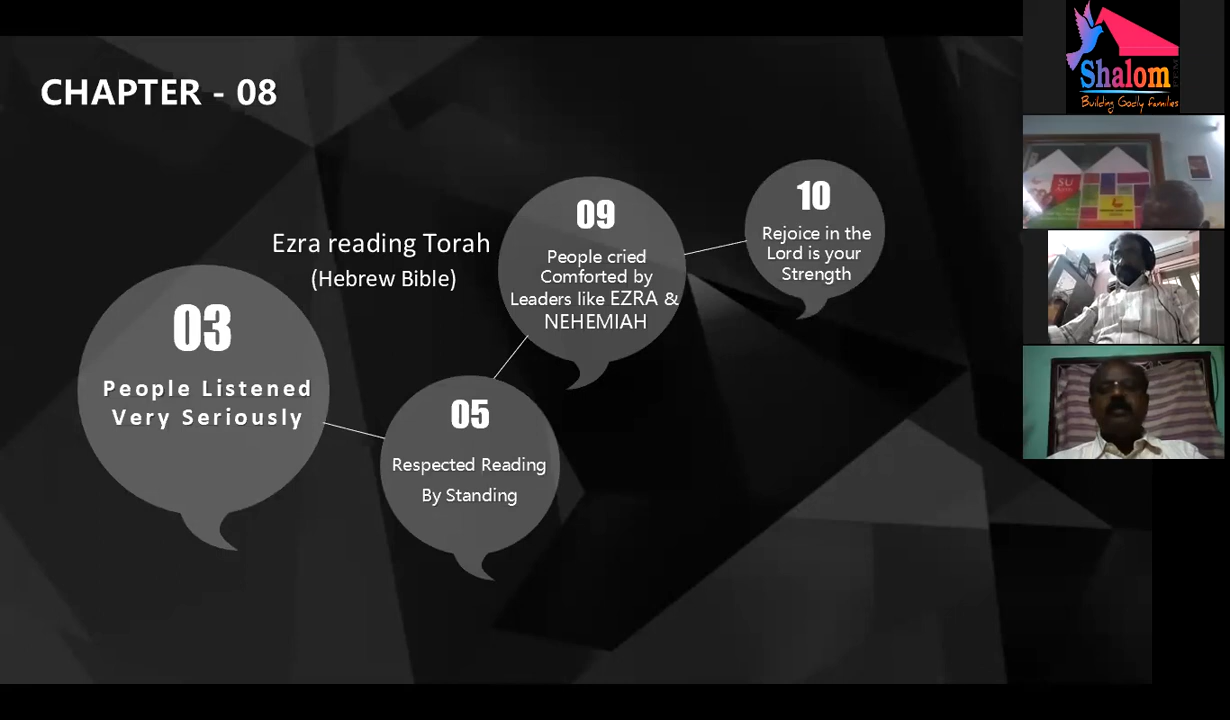 CHAPTER - 08
Ezra reading Torah
(Hebrew Bible)
03
People Listened
Very Seriously
05
Respected Reading
By Standing
09
People cried
Comforted by
Leaders like EZRA &
NEHEMIAH
10
Rejoice in the
Lord is your
Strength
Shalom
Building Godly families
SU